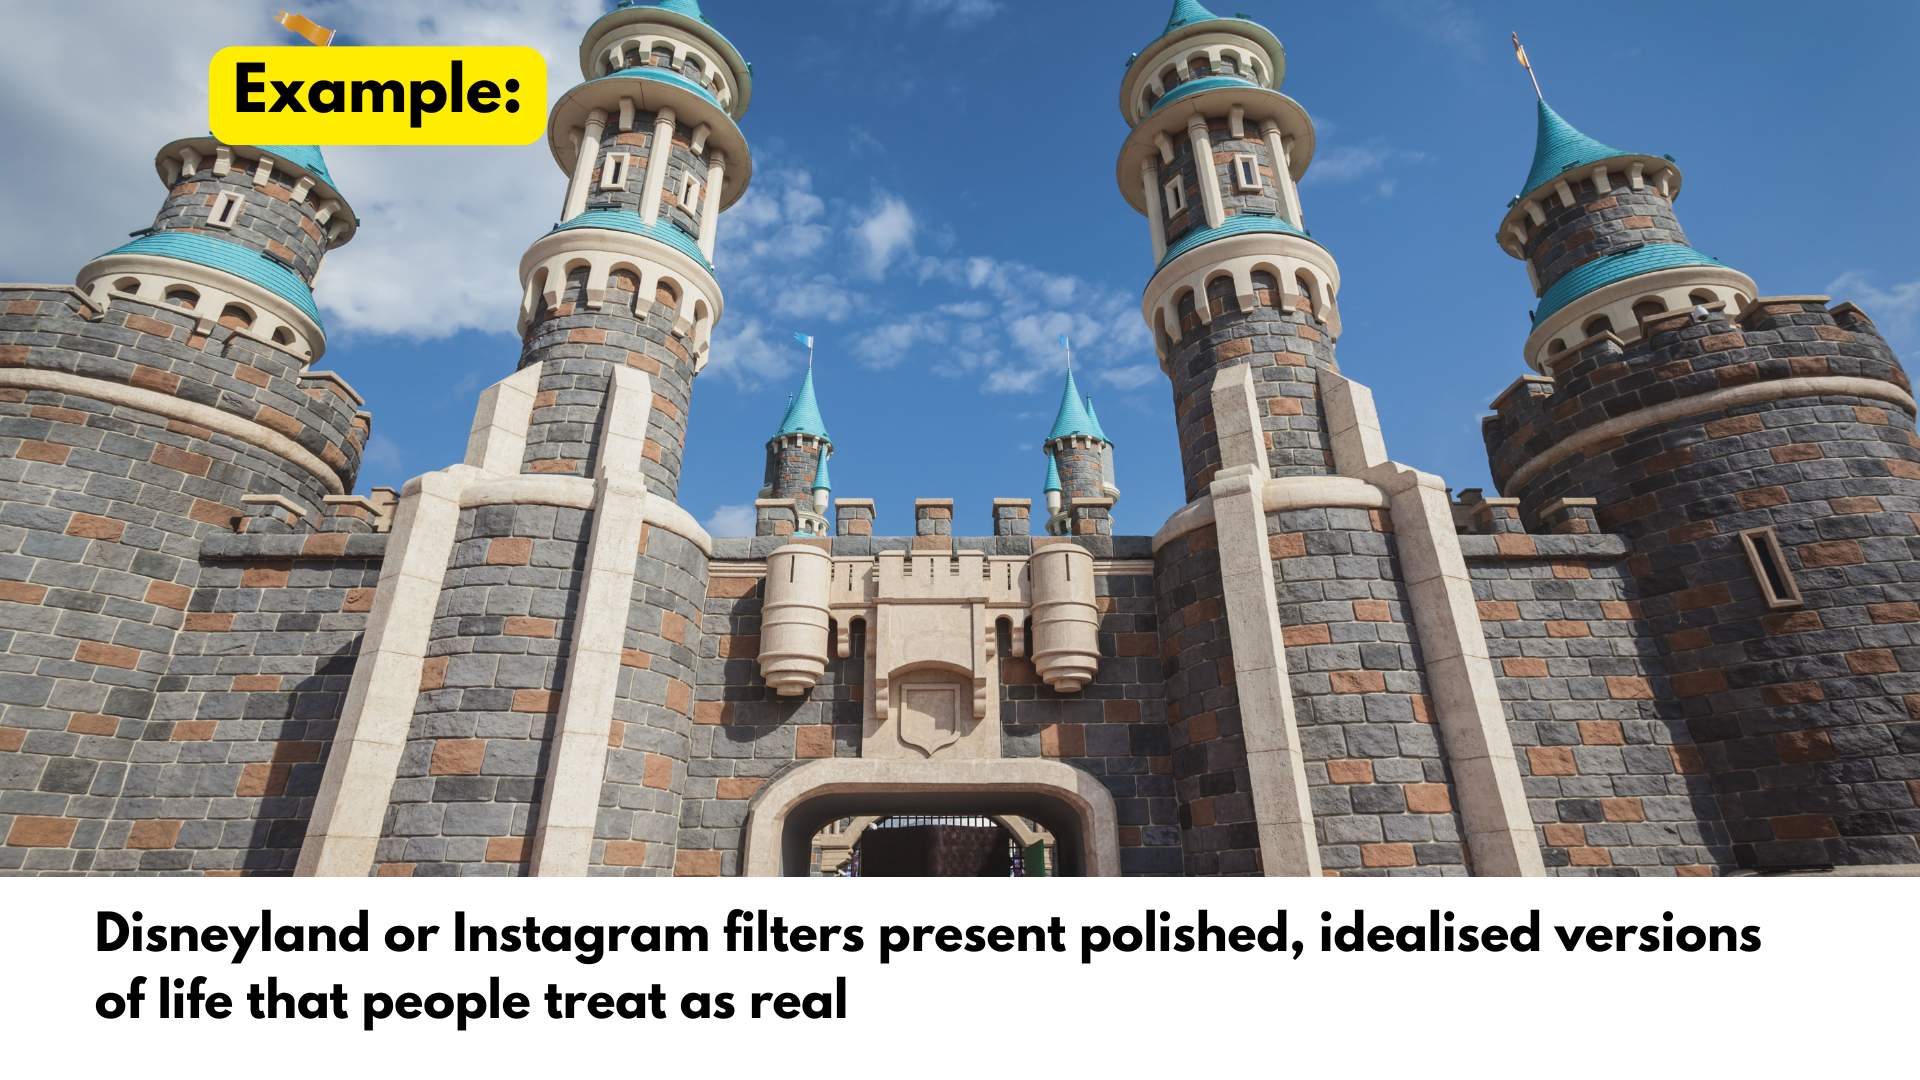 Example:
Disneyland or Instagram filters present polished, idealised versions
of life that people treat as real